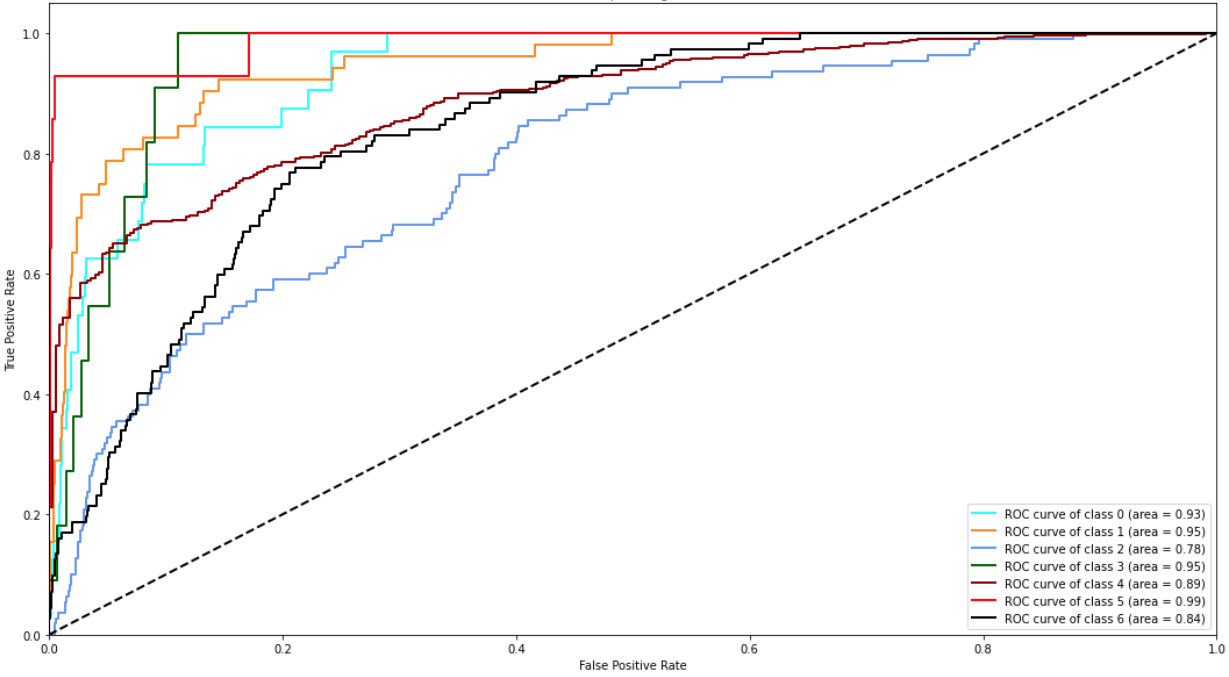 1.0
0.8
0.6
0.4
0.2
0.0
True Positive Rate
ROC curve of class 0 (area = 0.93)
ROC curve of class 1 (area = 0.95)
ROC curve of class 2 (area = 0.78)
ROC curve of class 3 (area = 0.95)
ROC curve of class 4 (area = 0.89)
ROC curve of class 5 (area = 0.99)
ROC curve of class 6 (area = 0.84)
0.0 0.2 0.4 0.6 0.8 1.0
False Positive Rate